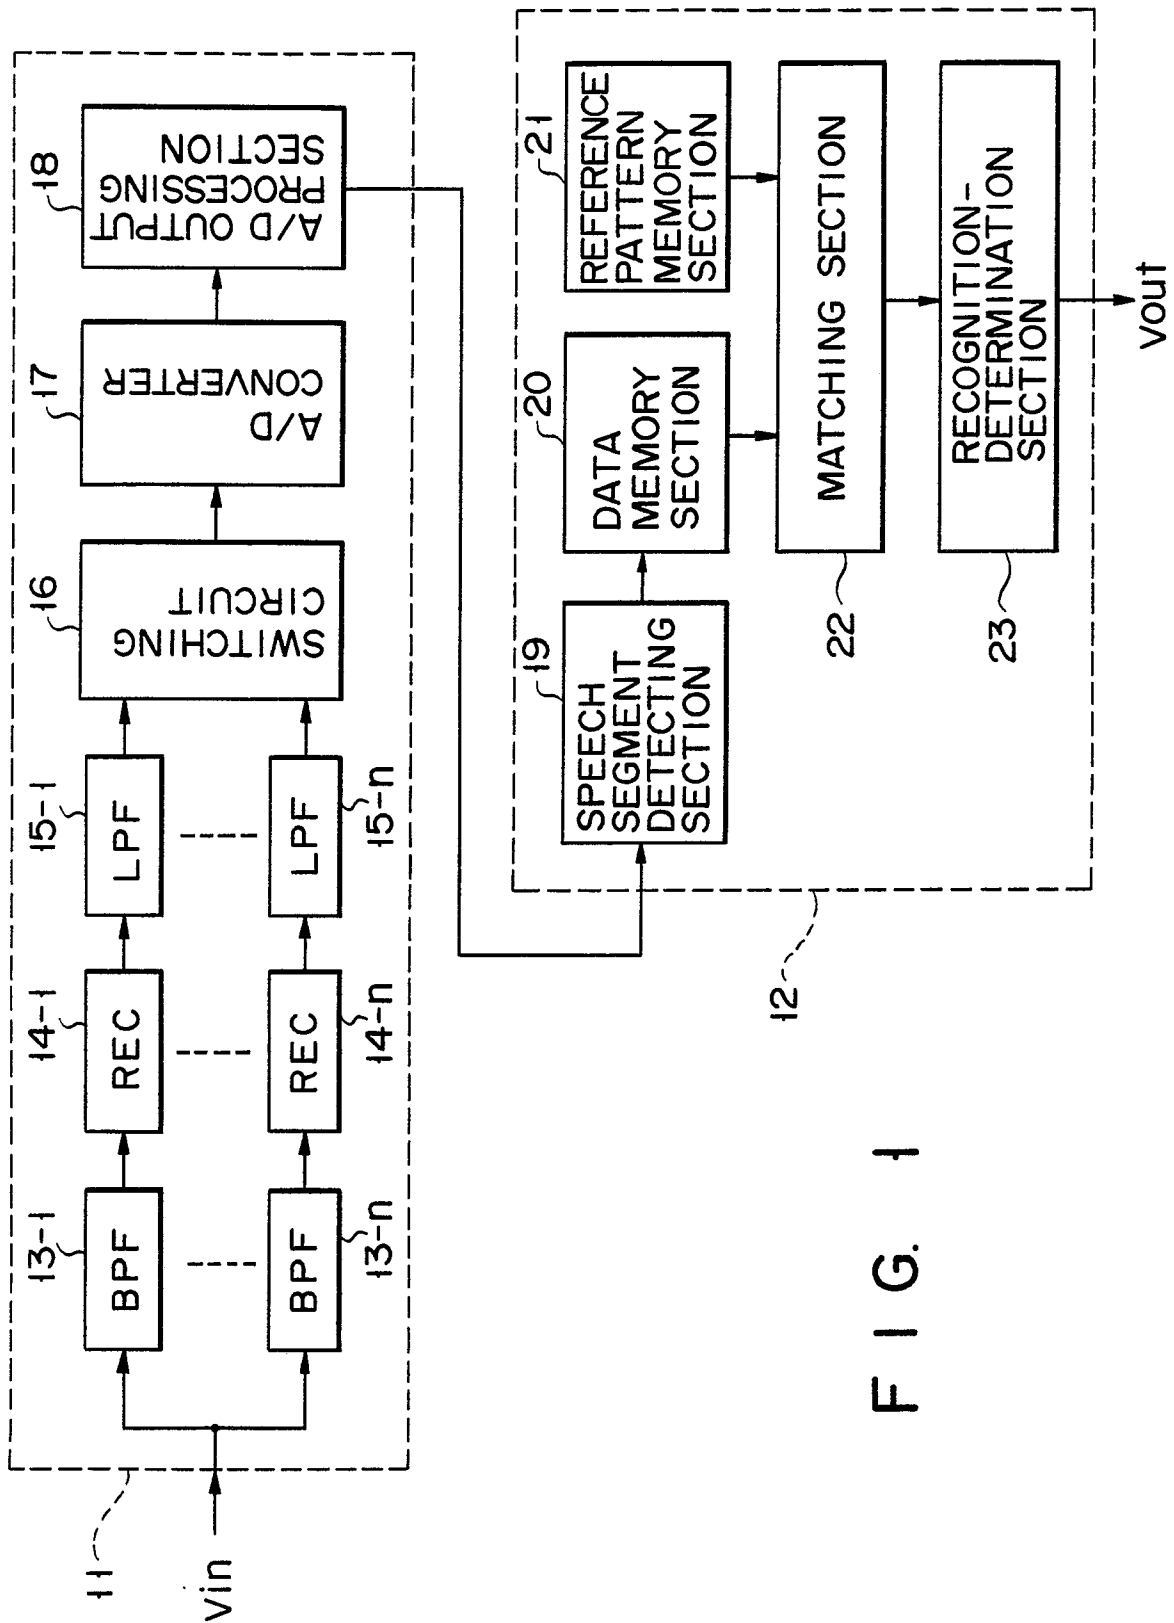 11
Vin
13-1
BPF
13-n
BPF
14-1
REC
14-n
REC
15-1
LPF
15-n
LPF
16
SWITCHING
CIRCUIT
17
A/D
CONVERTER
18
A/D OUTPUT
PROCESSING
SECTION
12
19
SPEECH
SEGMENT
DETECTING
SECTION
20
DATA
MEMORY
SECTION
21
REFERENCE
PATTERN
MEMORY
SECTION
22
MATCHING SECTION
23
RECOGNITION-
DETERMINATION
SECTION
Vout
FIG. 1